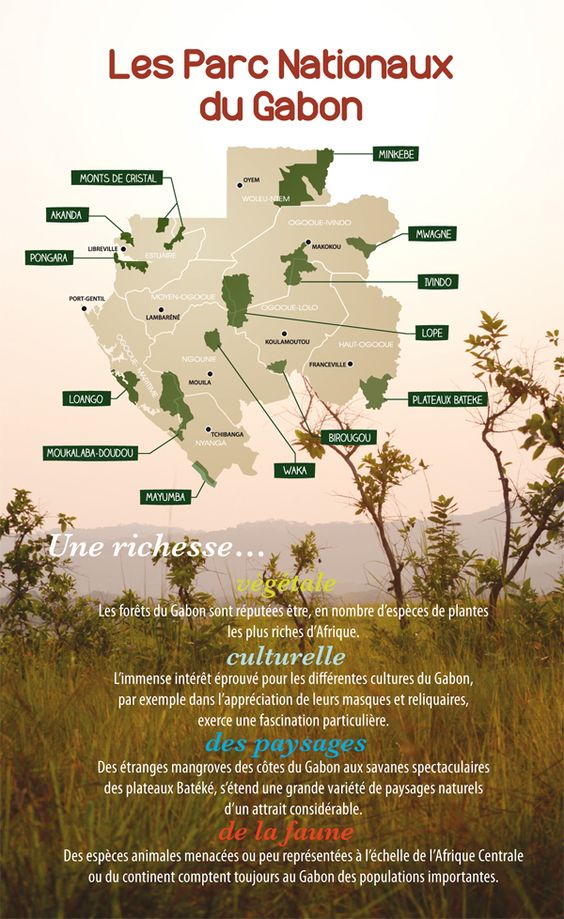 Les Parc Nationaux
du Gabon
MINKEBE
OYEM
MONTS DE CRISTAL
WOLEU-NTEM
AKANDA
OGOOUE-IVINDO
MWAGNE
LIBREVILLE
MAKOKOU
ESTUAIRE
PONGARA
IVINDO
MOYEN-OGOOUE
PORT-GENTIL
OGOOUE-LOLO
LAMBARÉNÉ
LOPE
KOULAMOUTOU
HAUT-OGOOUE
NGOUNIE
OGOOUE-MARITIME
FRANCEVILLE
MOUILA
LOANGO
PLATEAUX BATEKE
TCHIBANGA
BIROUGOU
NYANGA
MOUKALABA-DOUDOU
WAKA
MAYUMBA
Une richesse...
végétale
Les forêts du Gabon sont réputées être, en nombre d'espèces de plantes
les plus riches d'Afrique.
culturelle
L'immense intérêt éprouvé pour les différentes cultures du Gabon,
par exemple dans l'appréciation de leurs masques et reliquaires,
exerce une fascination particulière.
des paysages
Des étranges mangroves des côtes du Gabon aux savanes spectaculaires
des plateaux Batéké, s'étend une grande variété de paysages naturels
d'un attrait considérable.
de la faune
Des espèces animales menacées ou peu représentées à l'échelle de l'Afrique Centrale
ou du continent comptent toujours au Gabon des populations importantes.